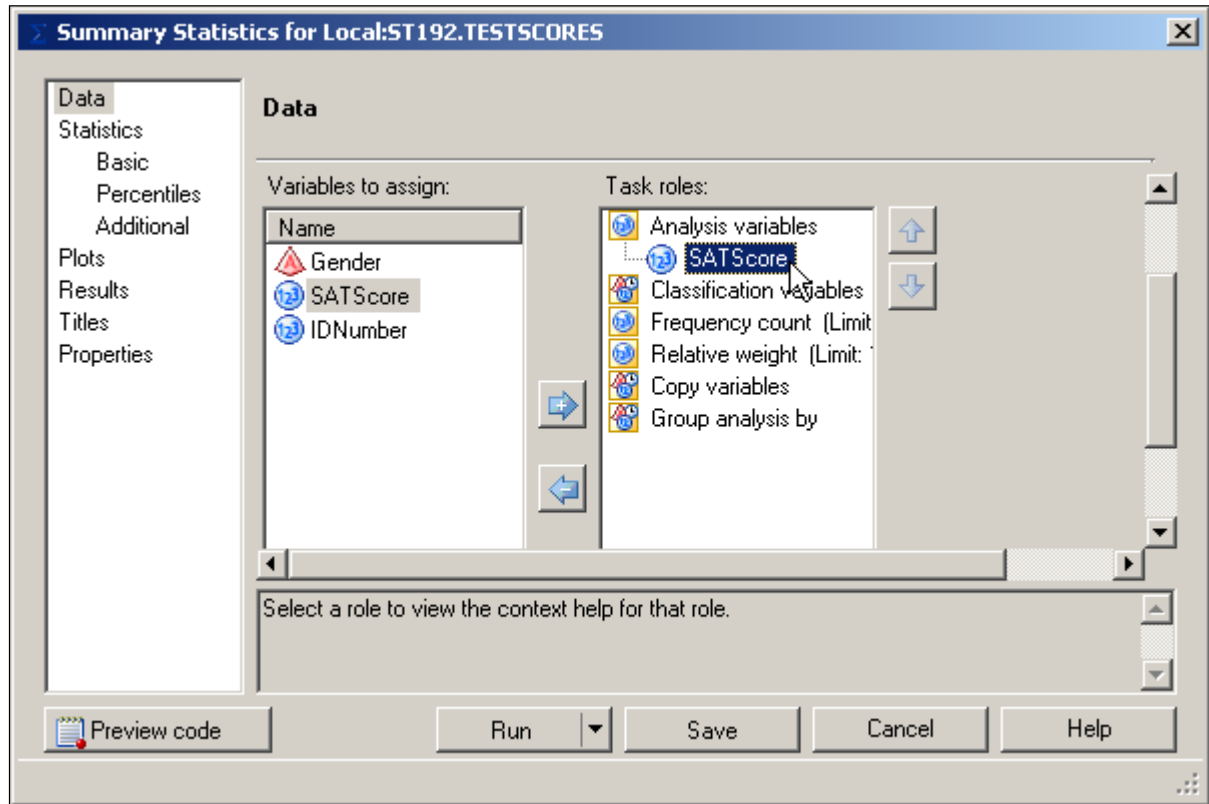 Summary Statistics for Local:ST192.TESTSCORES
Data
Statistics
Basic
Percentiles
Additional
Plots
Results
Titles
Properties
Data
Variables to assign:
Name
Gender
SATScore
IDNumber
Task roles:
Analysis variables
SATScore
Classification variables
Frequency count (Limit
Relative weight (Limit:
Copy variables
Group analysis by
Select a role to view the context help for that role.
Preview code
Run
Save
Cancel
Help